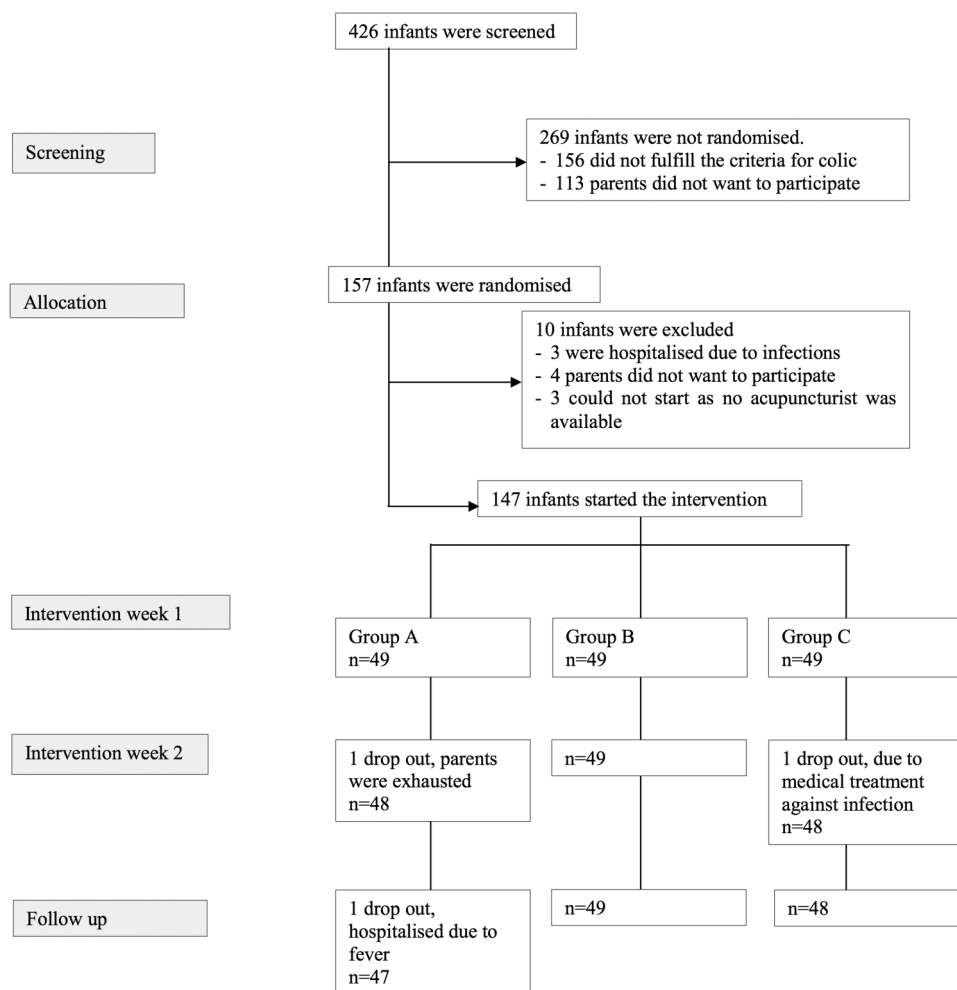 426 infants were screened
Screening
269 infants were not randomised.
- 156 did not fulfill the criteria for colic
- 113 parents did not want to participate
157 infants were randomised
Allocation
10 infants were excluded
- 3 were hospitalised due to infections
- 4 parents did not want to participate
- 3 could not start as no acupuncturist was
available
147 infants started the intervention
Intervention week 1
Group A
n=49
Group B
n=49
Group C
n=49
Intervention week 2
1 drop out, parents
were exhausted
n=48
n=49
1 drop out, due to
medical treatment
against infection
n=48
Follow up
1 drop out,
hospitalised due to
fever
n=47
n=49
n=48